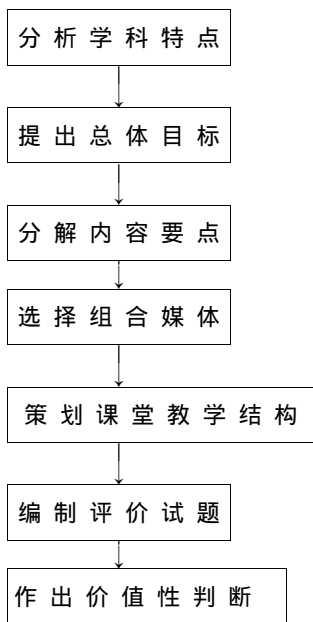 分析学科特点
提出总体目标
分解内容要点
选择组合媒体
策划课堂教学结构
编制评价试题
作出价值性判断